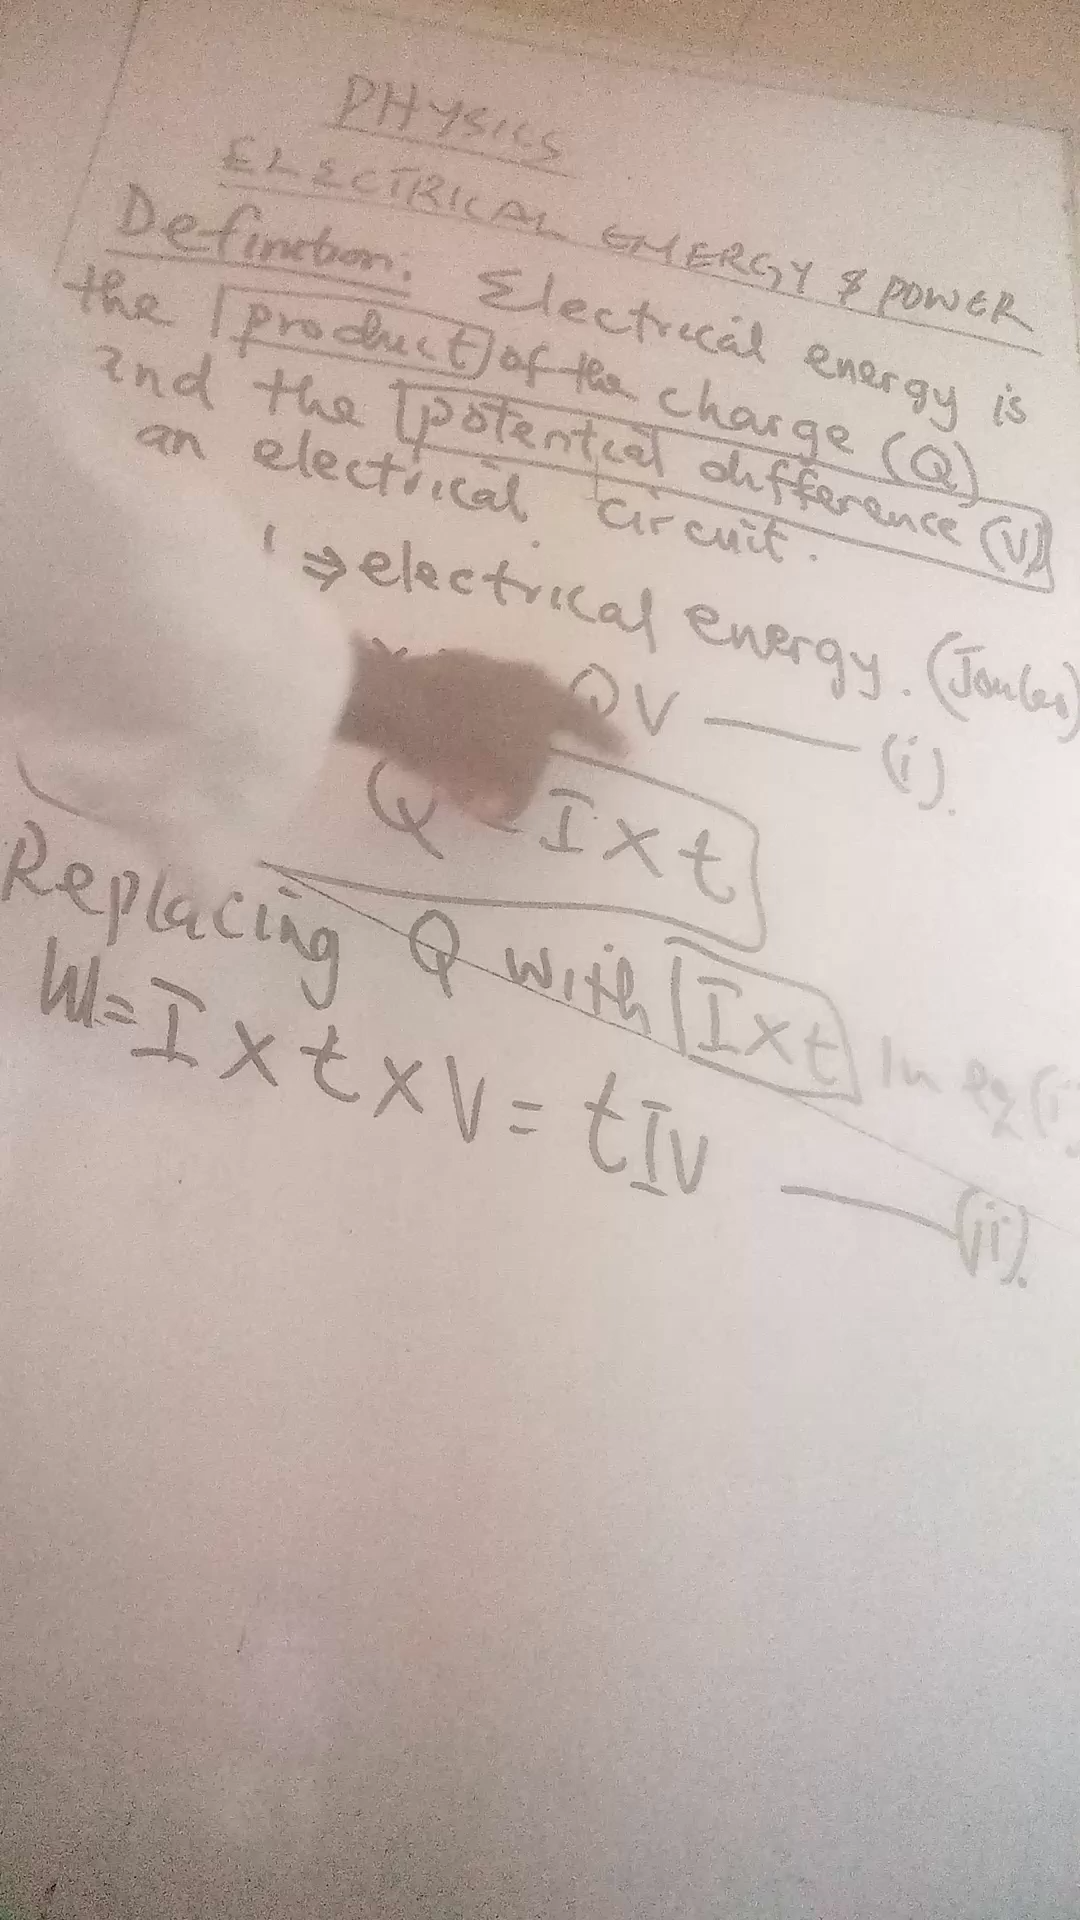 PHYSICS
ELECTRICAL ENERGY & POWER
Definition: Electrical energy is
the product of the charge (Q)
and the potential difference (V)
an electrical circuit.
⇒ electrical energy. (Joules)
QV — (i).
Q = I x t
Replacing Q with I x t In eq (i)
W = I x t x V = tIV — (ii).